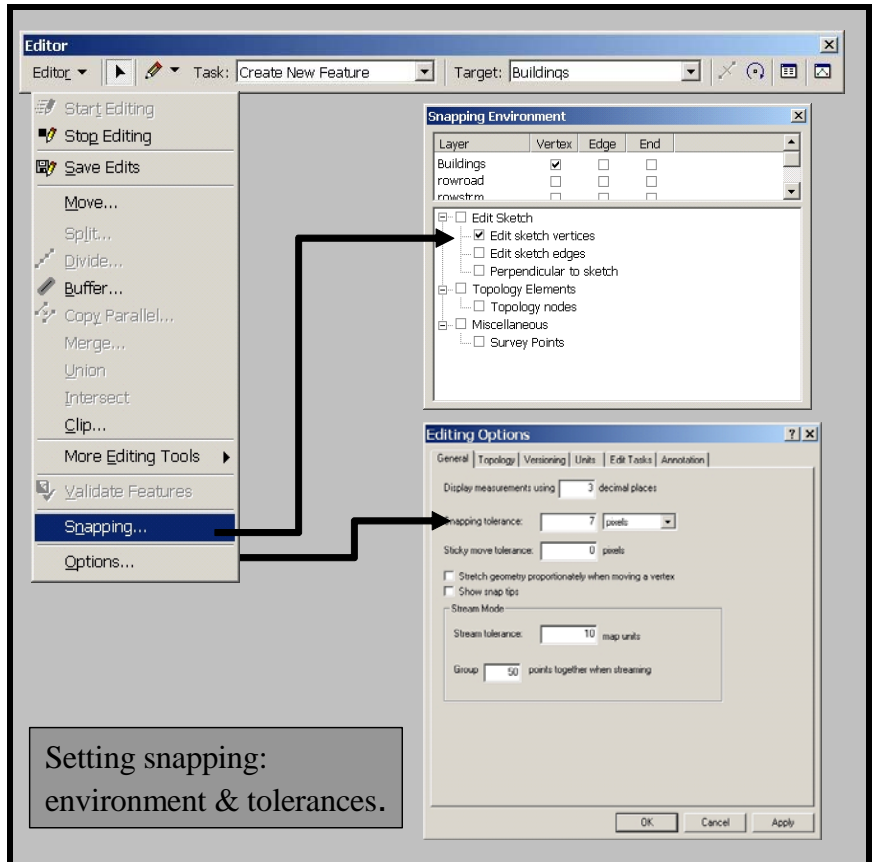 Editor
Editor Task: Create New Feature Target: Buildings
Start Editing
Stop Editing
Save Edits
Move...
Split...
Divide...
Buffer...
Copy Parallel...
Merge...
Union
Intersect
Clip...
More Editing Tools
Validate Features
Snapping...
Options...
Snapping Environment
Layer Vertex Edge End
Buildings
rowroad
rowstrm
Edit Sketch
Edit sketch vertices
Edit sketch edges
Perpendicular to sketch
Topology Elements
Topology nodes
Miscellaneous
Survey Points
Editing Options
General Topology Versioning Units Edit Tasks Annotation
Display measurements using 3 decimal places
Snapping tolerance: 7 pixels
Sticky move tolerance: 0 pixels
Stretch geometry proportionately when moving a vertex
Show snap tips
Stream Mode
Stream tolerance: 10 map units
Group 50 points together when streaming
OK Cancel Apply
Setting snapping:
environment & tolerances.